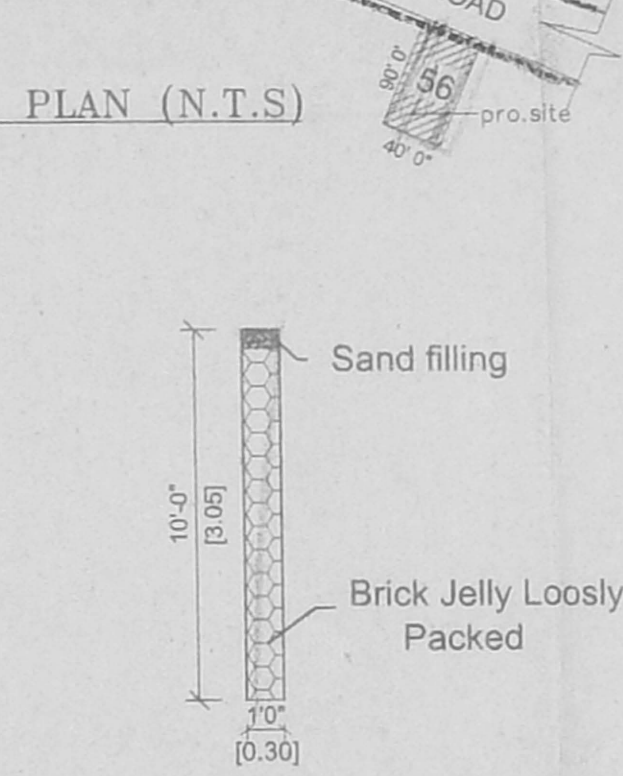 PLAN (N.T.S)
90' 0"
56
pro.site
40' 0"
Sand filling
10'-0"
[3.05]
Brick Jelly Loosly
Packed
1'0"
[0.30]